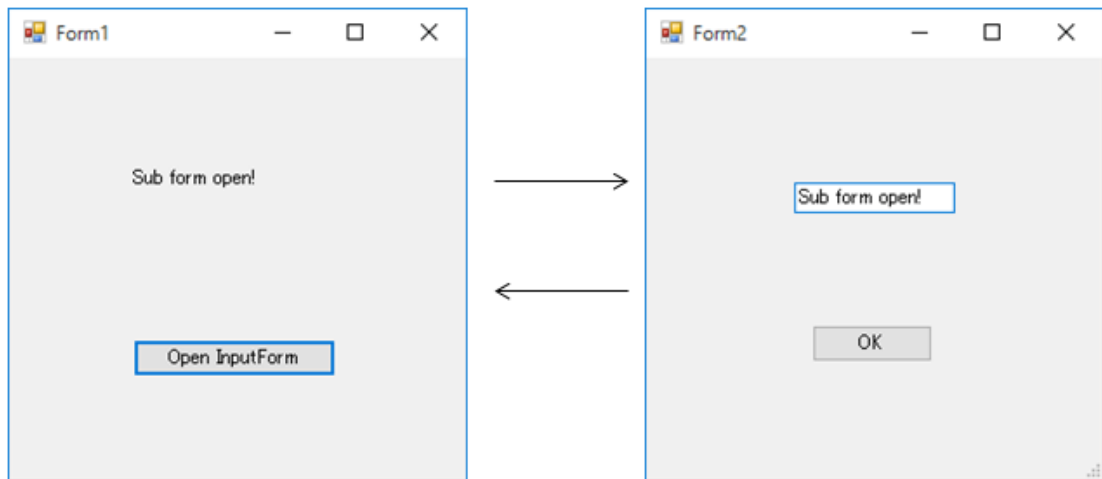 Form1
Sub form open!
Open InputForm
Form2
Sub form open!
OK